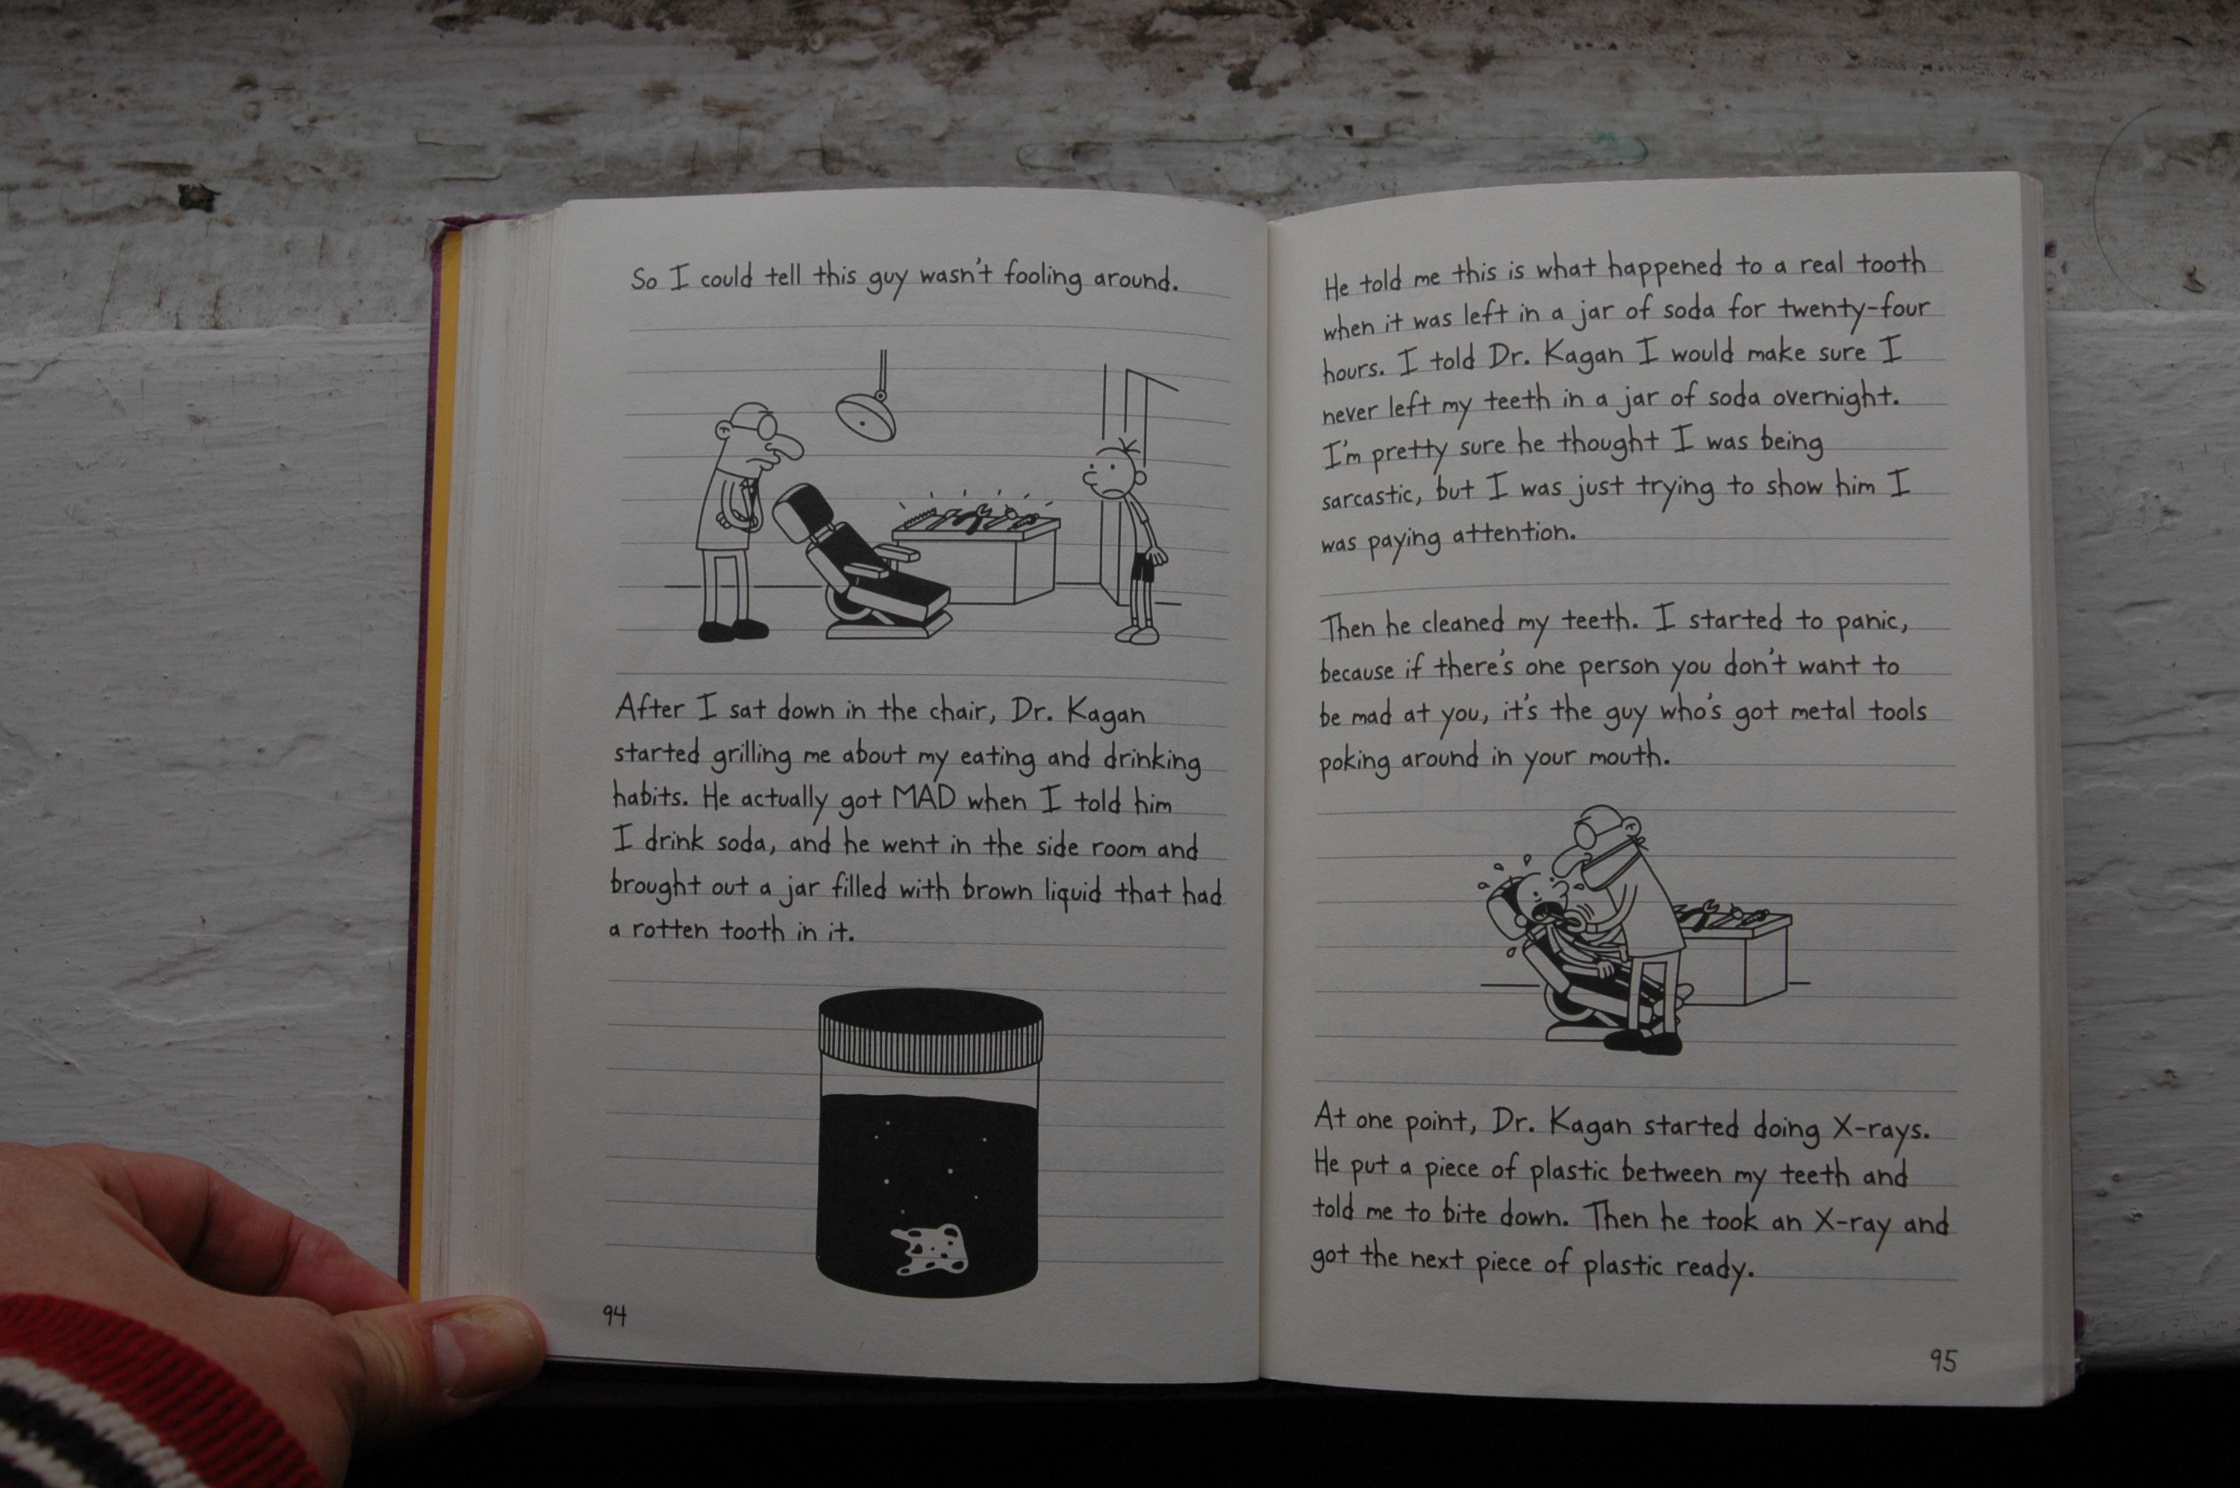 So I could tell this guy wasn't fooling around.
After I sat down in the chair, Dr. Kagan
started grilling me about my eating and drinking
habits. He actually got MAD when I told him
I drink soda, and he went in the side room and
brought out a jar filled with brown liquid that had
a rotten tooth in it.
94
He told me this is what happened to a real tooth
when it was left in a jar of soda for twenty-four
hours. I told Dr. Kagan I would make sure I
never left my teeth in a jar of soda overnight.
I'm pretty sure he thought I was being
sarcastic, but I was just trying to show him I
was paying attention.
Then he cleaned my teeth. I started to panic,
because if there's one person you don't want to
be mad at you, it's the guy who's got metal tools
poking around in your mouth.
At one point, Dr. Kagan started doing X-rays.
He put a piece of plastic between my teeth and
told me to bite down. Then he took an X-ray and
got the next piece of plastic ready.
95